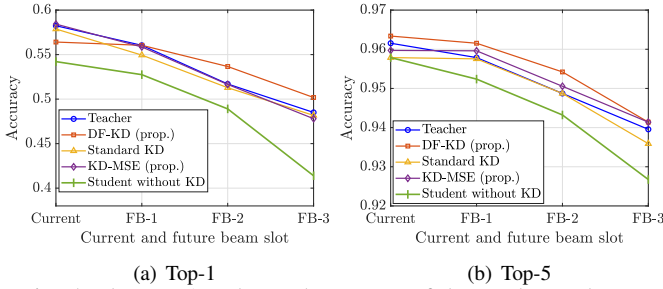 0.6
0.55
0.5
0.45
0.4
Accuracy
Teacher
DF-KD (prop.)
Standard KD
KD-MSE (prop.)
Student without KD
Current FB-1 FB-2 FB-3
Current and future beam slot
(a) Top-1
0.97
0.96
0.95
0.94
0.93
0.92
Accuracy
Teacher
DF-KD (prop.)
Standard KD
KD-MSE (prop.)
Student without KD
Current FB-1 FB-2 FB-3
Current and future beam slot
(b) Top-5